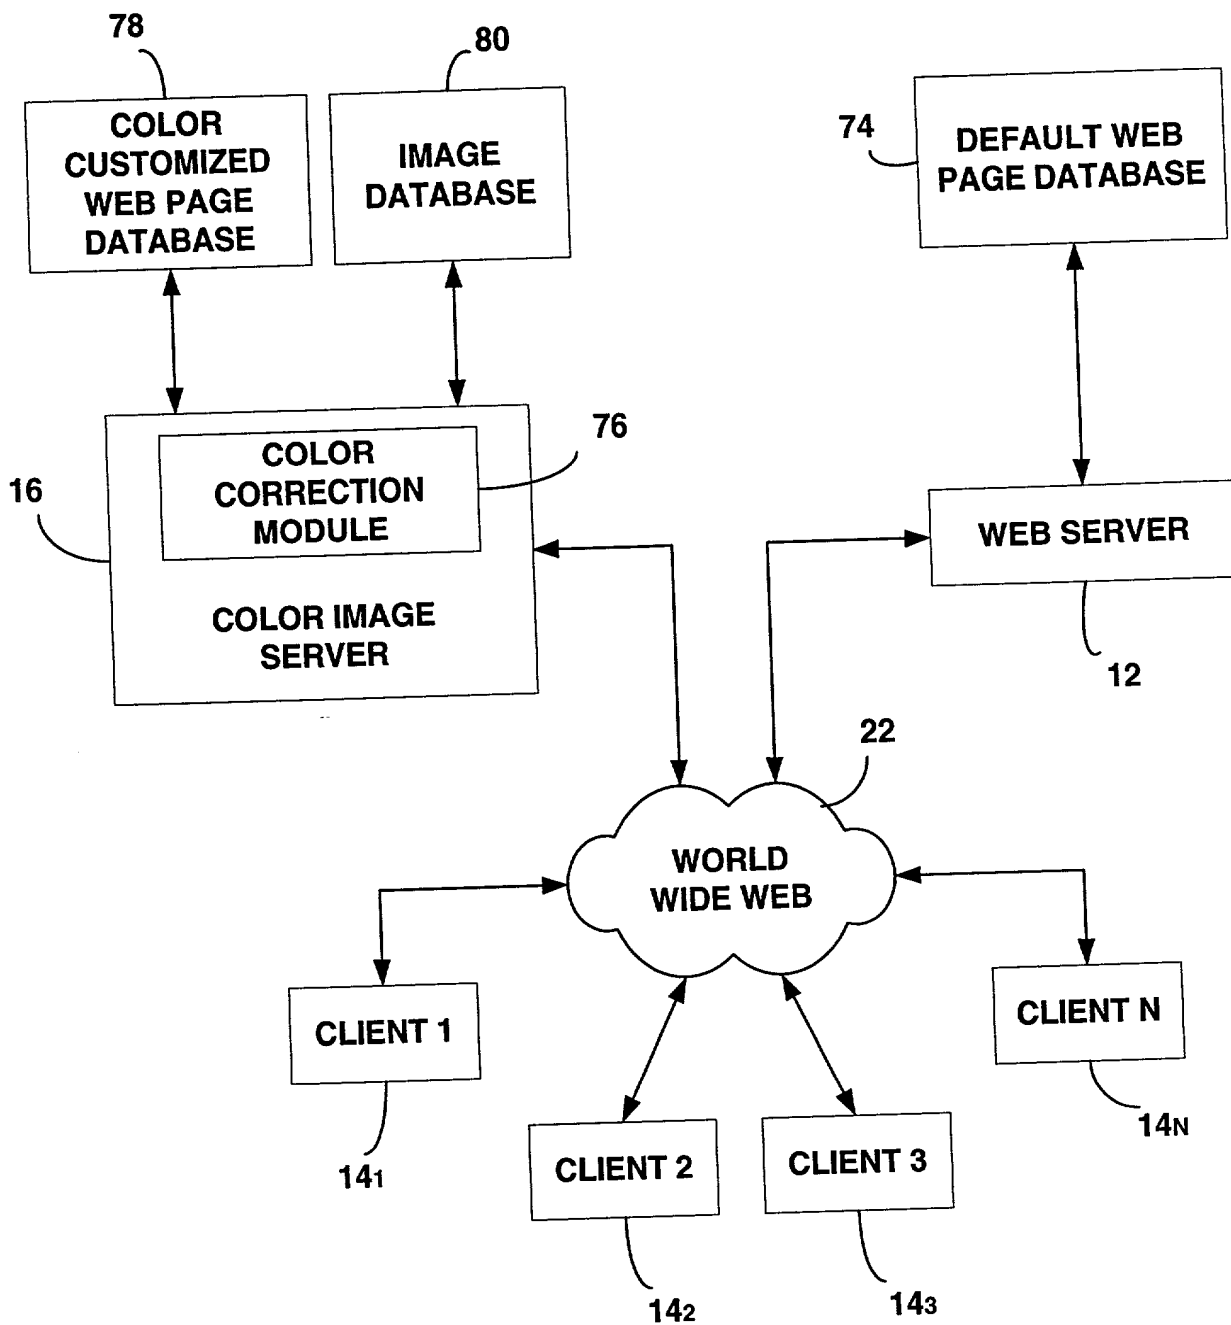 78
80
74
COLOR
CUSTOMIZED
WEB PAGE
DATABASE
IMAGE
DATABASE
DEFAULT WEB
PAGE DATABASE
76
16
COLOR
CORRECTION
MODULE
COLOR IMAGE
SERVER
WEB SERVER
12
22
WORLD
WIDE WEB
CLIENT 1
CLIENT N
141
14N
CLIENT 2
CLIENT 3
142
143